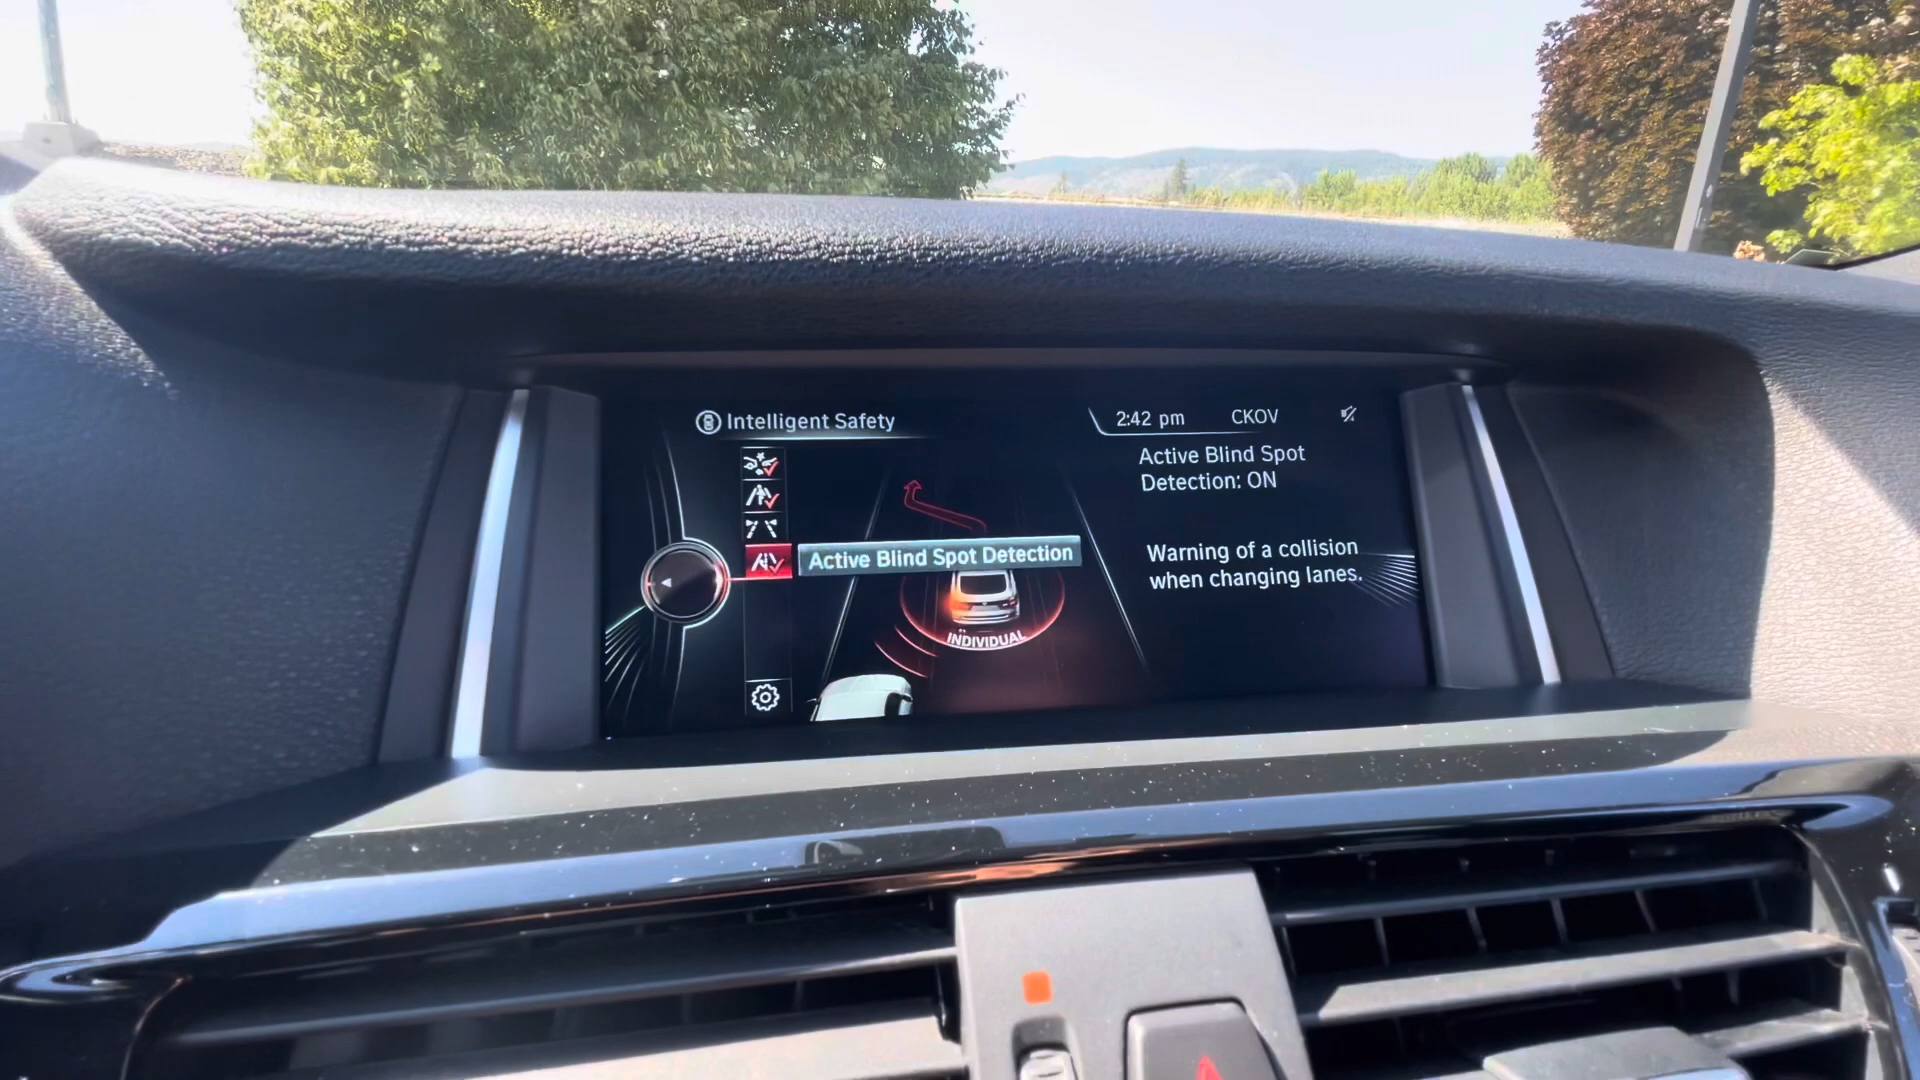 Intelligent Safety
2:42 pm CKOV
Active Blind Spot
Detection: ON
Active Blind Spot Detection
Warning of a collision
when changing lanes.
INDIVIDUAL